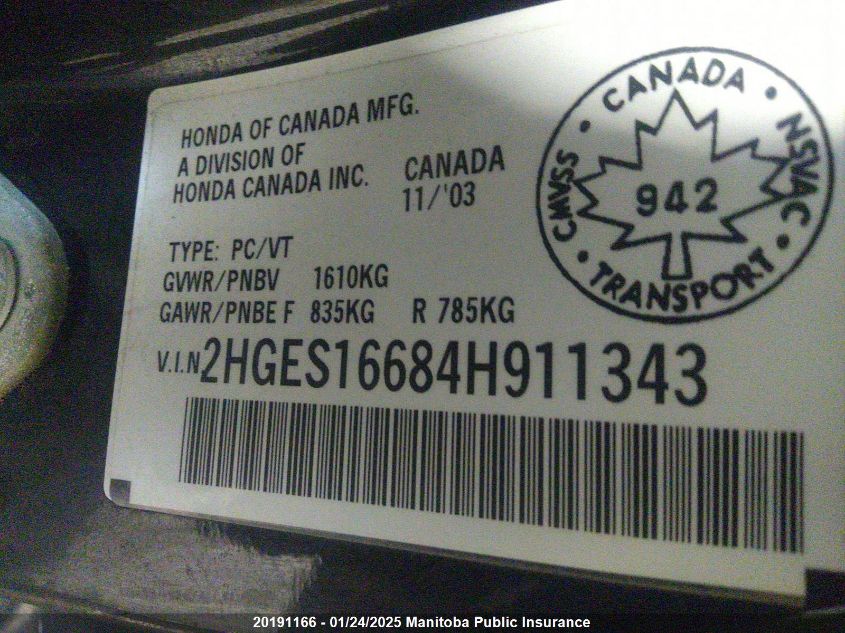 HONDA OF CANADA MFG.
A DIVISION OF
HONDA CANADA INC.
CANADA
11/'03
TYPE: PC/VT
GVWR/PNBV 1610KG
GAWR/PNBE F 835KG R 785KG
V.I.N 2HGES16684H911343
CANADA
CMVSS • NSVAC
942
TRANSPORT
20191166 - 01/24/2025 Manitoba Public Insurance